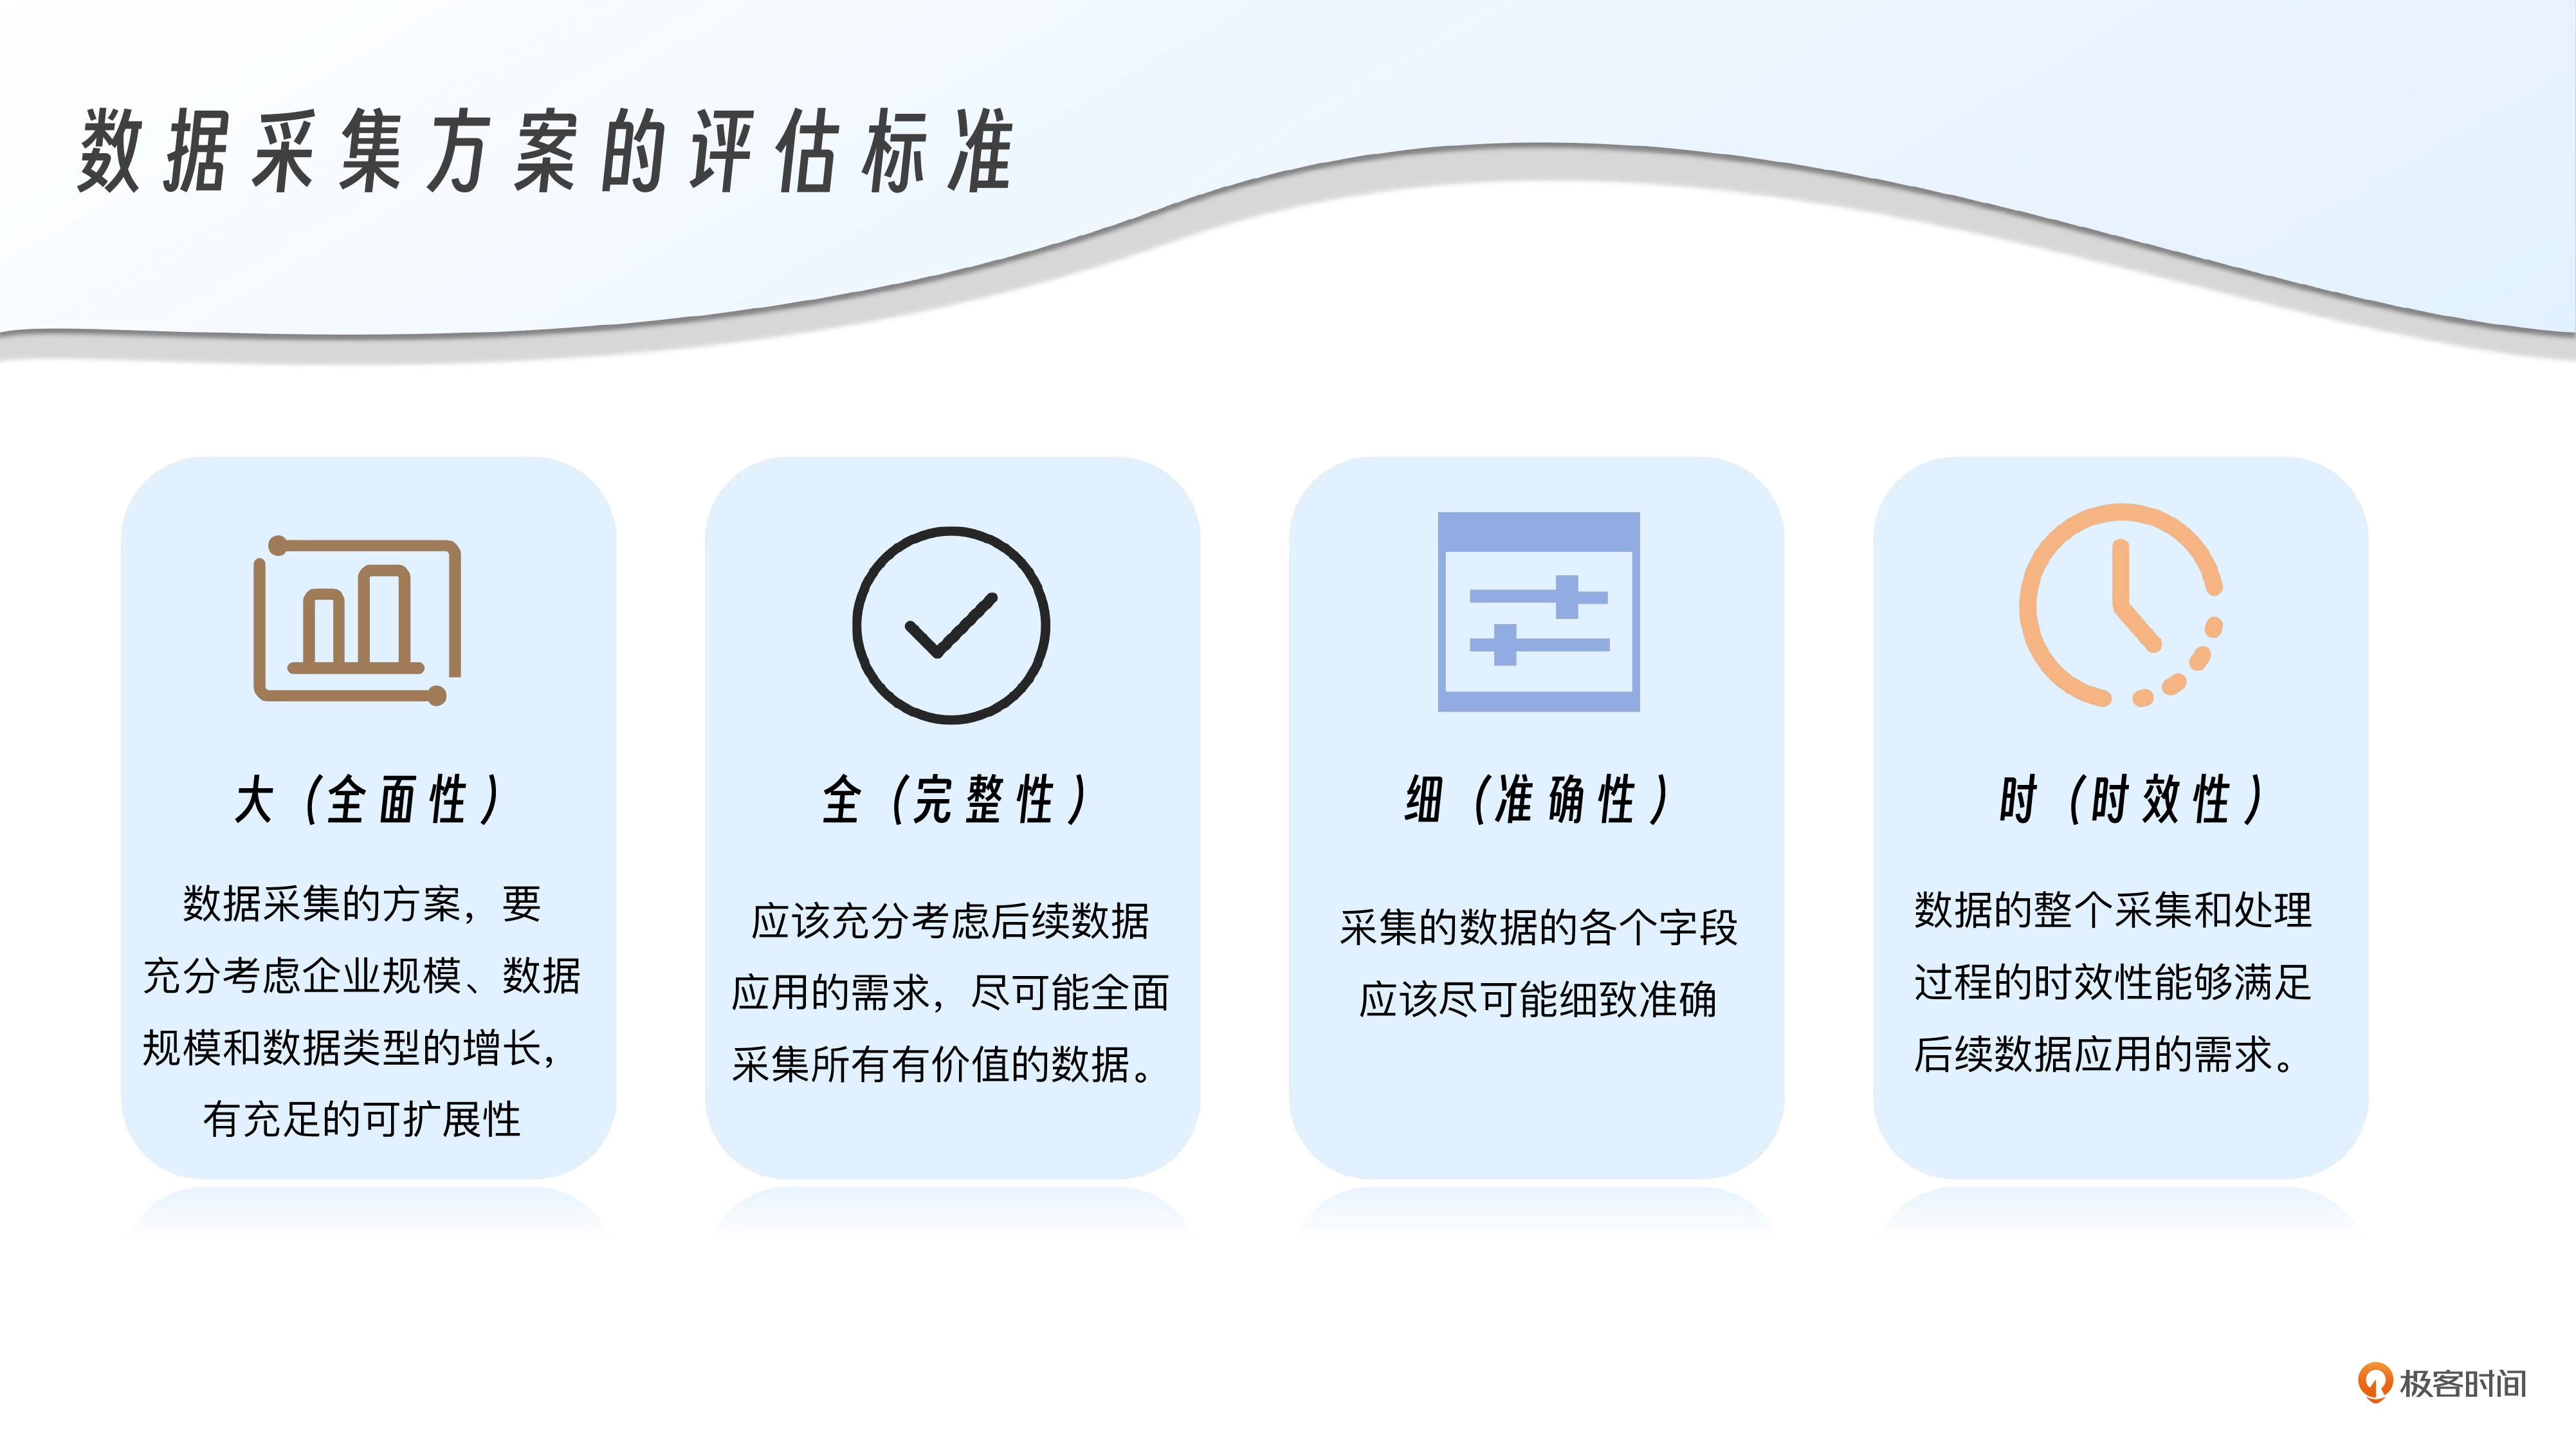 数据采集方案的评估标准
大（全面性）
数据采集的方案，要
充分考虑企业规模、数据
规模和数据类型的增长，
有充足的可扩展性
全（完整性）
应该充分考虑后续数据
应用的需求，尽可能全面
采集所有有价值的数据。
细（准确性）
采集的数据的各个字段
应该尽可能细致准确
时（时效性）
数据的整个采集和处理
过程的时效性能够满足
后续数据应用的需求。
极客时间